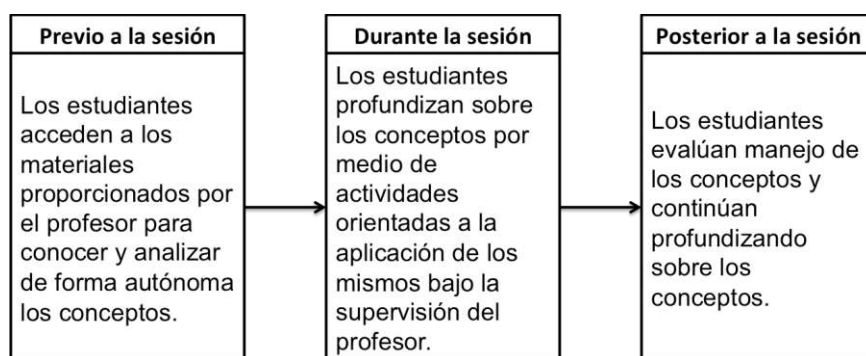 Previo a la sesión
Los estudiantes
acceden a los
materiales
proporcionados por
el profesor para
conocer y analizar
de forma autónoma
los conceptos.
Durante la sesión
Los estudiantes
profundizan sobre
los conceptos por
medio de
actividades
orientadas a la
aplicación de los
mismos bajo la
supervisión del
profesor.
Posterior a la sesión
Los estudiantes
evalúan manejo de
los conceptos y
continúan
profundizando
sobre los
conceptos.